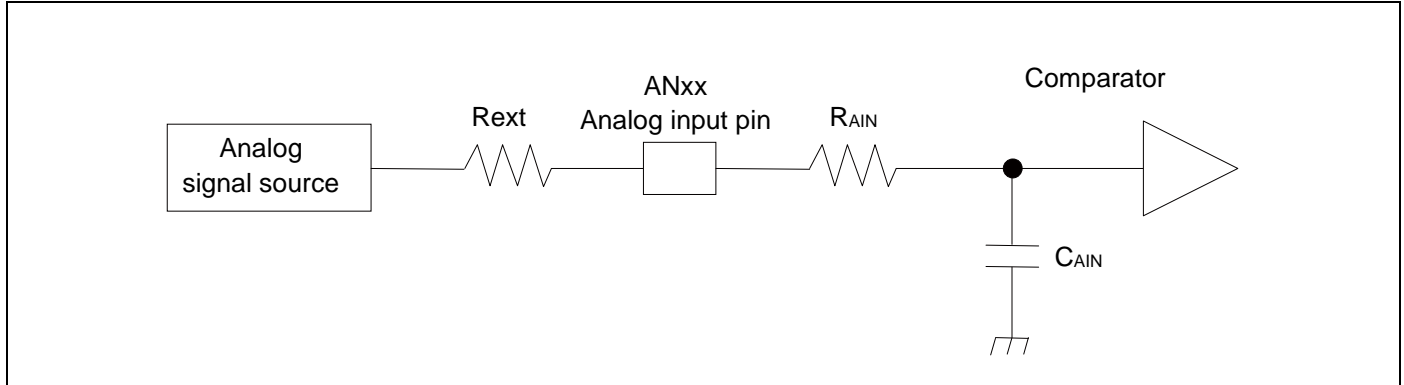 Comparator
ANxx
Analog input pin
Rext
RAIN
Analog
signal source
CAIN